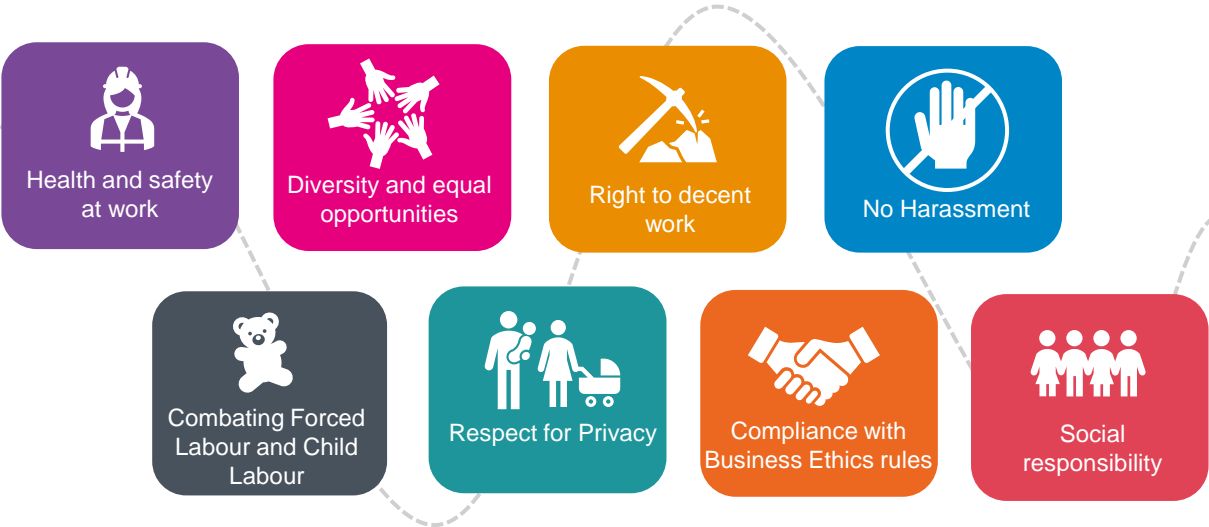 Health and safety
at work
Diversity and equal
opportunities
Right to decent
work
No Harassment
Combating Forced
Labour and Child
Labour
Respect for Privacy
Compliance with
Business Ethics rules
Social
responsibility